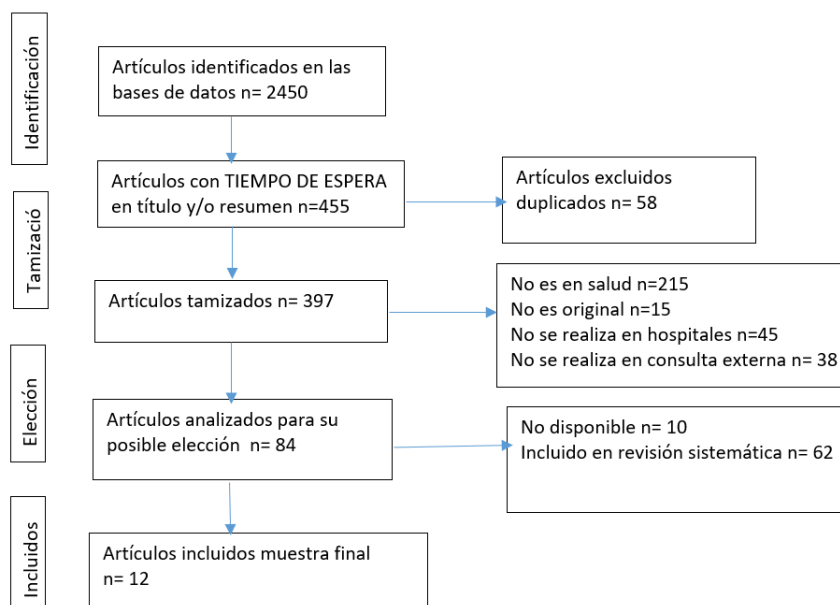 Identificación
Artículos identificados en las
bases de datos n= 2450
Artículos con TIEMPO DE ESPERA
en título y/o resumen n=455
Artículos excluidos
duplicados n= 58
Tamizació
Artículos tamizados n= 397
No es en salud n=215
No es original n=15
No se realiza en hospitales n=45
No se realiza en consulta externa n= 38
Elección
Artículos analizados para su
posible elección n= 84
No disponible n= 10
Incluido en revisión sistemática n= 62
Incluidos
Artículos incluidos muestra final
n= 12